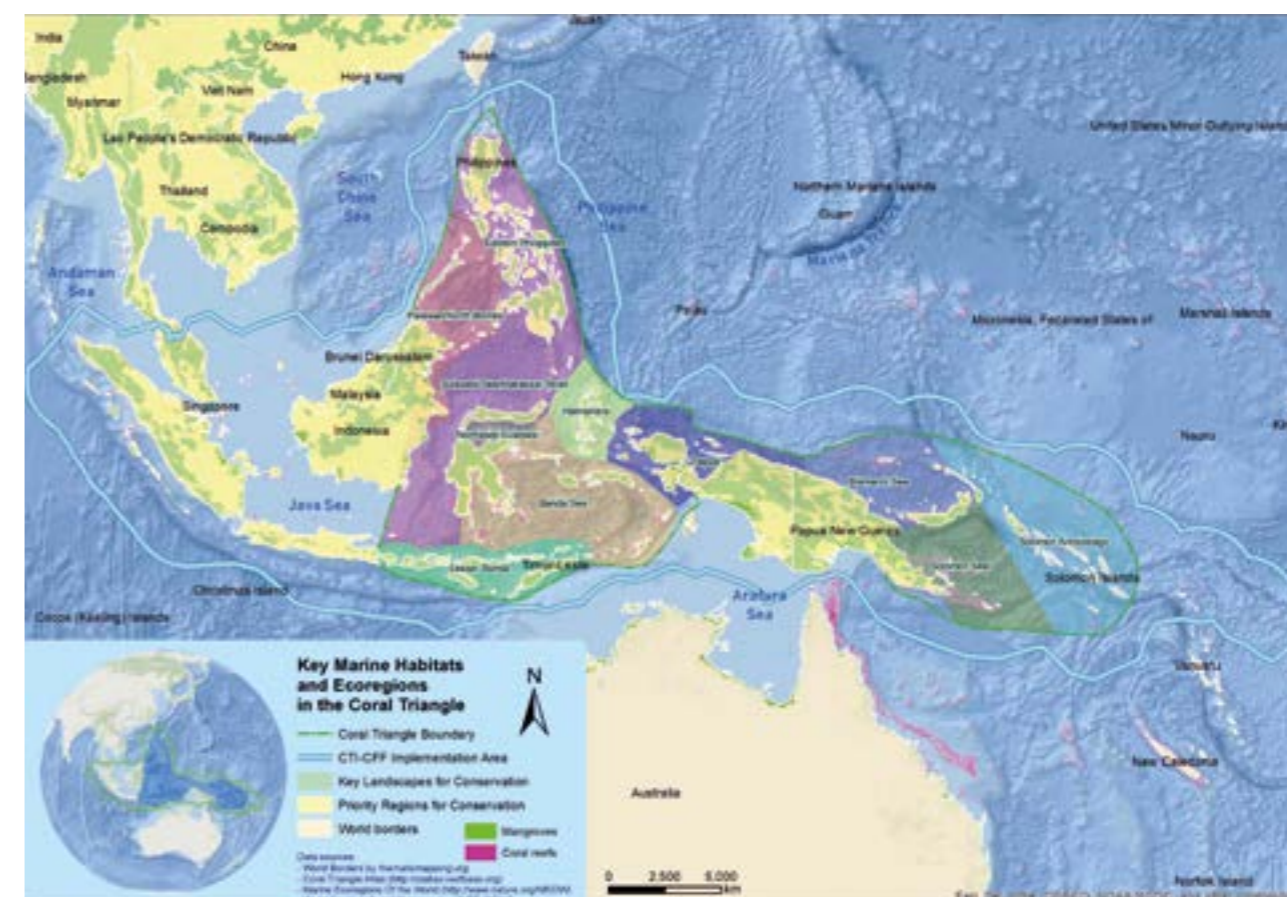 India
China
Taiwan
Hong Kong
Myanmar
Viet Nam
Lao People's Democratic Republic
Thailand
Cambodia
South
China
Sea
Philippines
Philippine
Sea
Northern Mariana Islands
Guam
United States Minor Outlying
Andaman
Sea
Palau
Micronesia, Federated States of
Marshall Islands
Brunei Darussalam
Malaysia
Singapore
Indonesia
Halmahera
Nauru
Java Sea
Banda Sea
Bismarck Sea
Papua New Guinea
Solomon Archipelago
Solomon Sea
Solomon Islands
Lesser Sunda
Timor-Leste
Christmas Island
Cocos (Keeling) Islands
Arafura
Sea
Vanuatu
New Caledonia
Australia
Norfolk Island
Key Marine Habitats
and Ecoregions
in the Coral Triangle
N
Coral Triangle Boundary
CTI-CFF Implementation Area
Key Landscapes for Conservation
Priority Regions for Conservation
World borders
Mangroves
Coral reefs
Data sources:
0 2.500 5.000
km